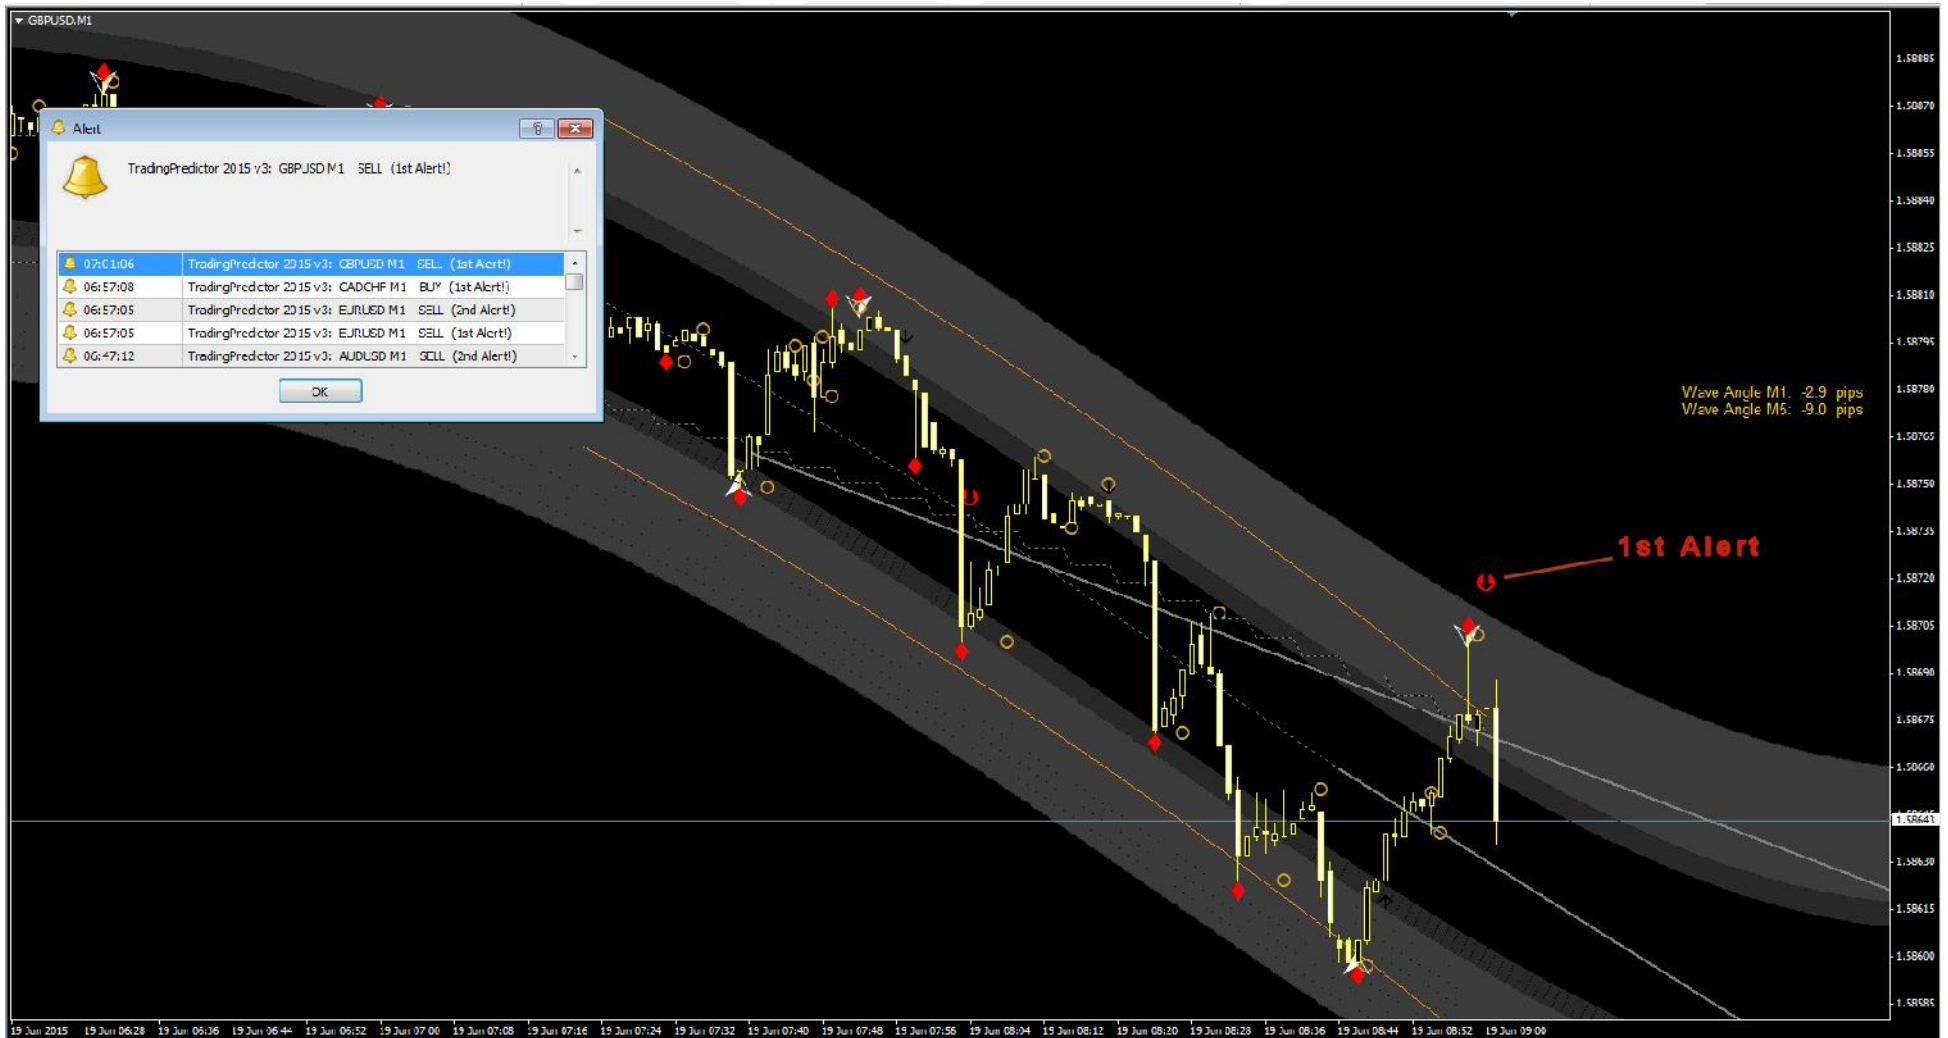 GBPUSD.M1
Alert
TradingPredictor 2015 v3: GBPUSD M1 SELL (1st Alert!)
07:01:06 TradingPredictor 2015 v3: GBPUSD M1 SELL (1st Alert!)
06:57:08 TradingPredictor 2015 v3: CADCHF M1 BUY (1st Alert!)
06:57:05 TradingPredictor 2015 v3: EURUSD M1 SELL (2nd Alert!)
06:57:05 TradingPredictor 2015 v3: EURUSD M1 SELL (1st Alert!)
06:47:12 TradingPredictor 2015 v3: AUDUSD M1 SELL (2nd Alert!)
OK
Wave Angle M1: -2.9 pips
Wave Angle M5: -9.0 pips
1st Alert
1.58885
1.58870
1.58855
1.58840
1.58825
1.58810
1.58795
1.58780
1.58765
1.58750
1.58735
1.58720
1.58705
1.58690
1.58675
1.58660
1.58643
1.58630
1.58615
1.58600
1.58585
19 Jun 2015 19 Jun 06:28 19 Jun 06:36 19 Jun 06:44 19 Jun 06:52 19 Jun 07:00 19 Jun 07:08 19 Jun 07:16 19 Jun 07:24 19 Jun 07:32 19 Jun 07:40 19 Jun 07:48 19 Jun 07:56 19 Jun 08:04 19 Jun 08:12 19 Jun 08:20 19 Jun 08:28 19 Jun 08:36 19 Jun 08:44 19 Jun 08:52 19 Jun 09:00